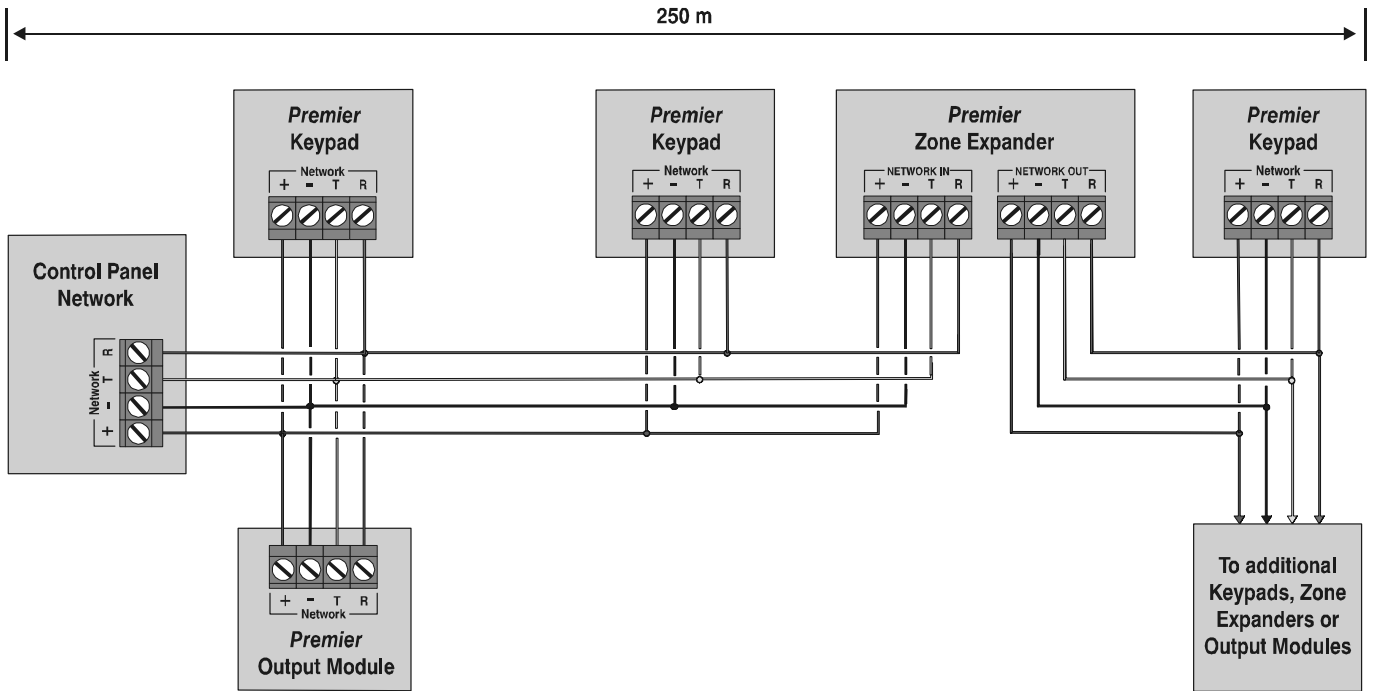 250 m
Premier
Keypad
Network
+ - T R
Premier
Keypad
Network
+ - T R
Premier
Zone Expander
NETWORK IN
+ - T R
NETWORK OUT
+ - T R
Premier
Keypad
Network
+ - T R
Control Panel
Network
Network
R
T
-
+
+ - T R
Network
Premier
Output Module
To additional
Keypads, Zone
Expanders or
Output Modules